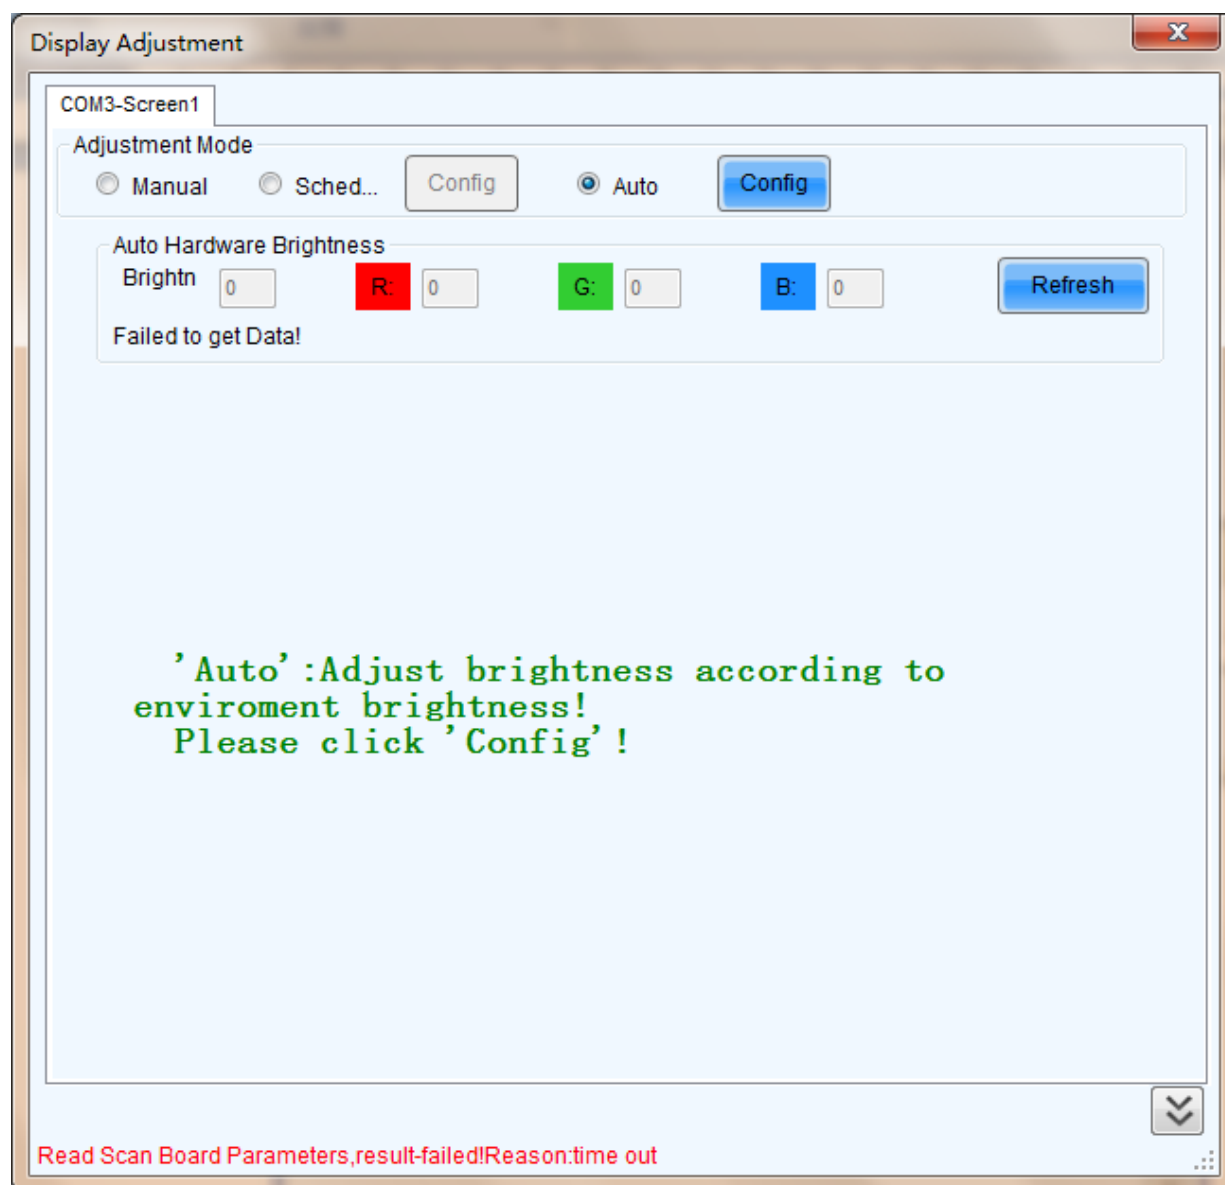 Display Adjustment
COM3-Screen1
Adjustment Mode
Manual Sched... Config Auto Config
Auto Hardware Brightness
Brightn 0 R: 0 G: 0 B: 0 Refresh
Failed to get Data!
'Auto':Adjust brightness according to
enviroment brightness!
Please click 'Config'!
Read Scan Board Parameters,result-failed!Reason:time out